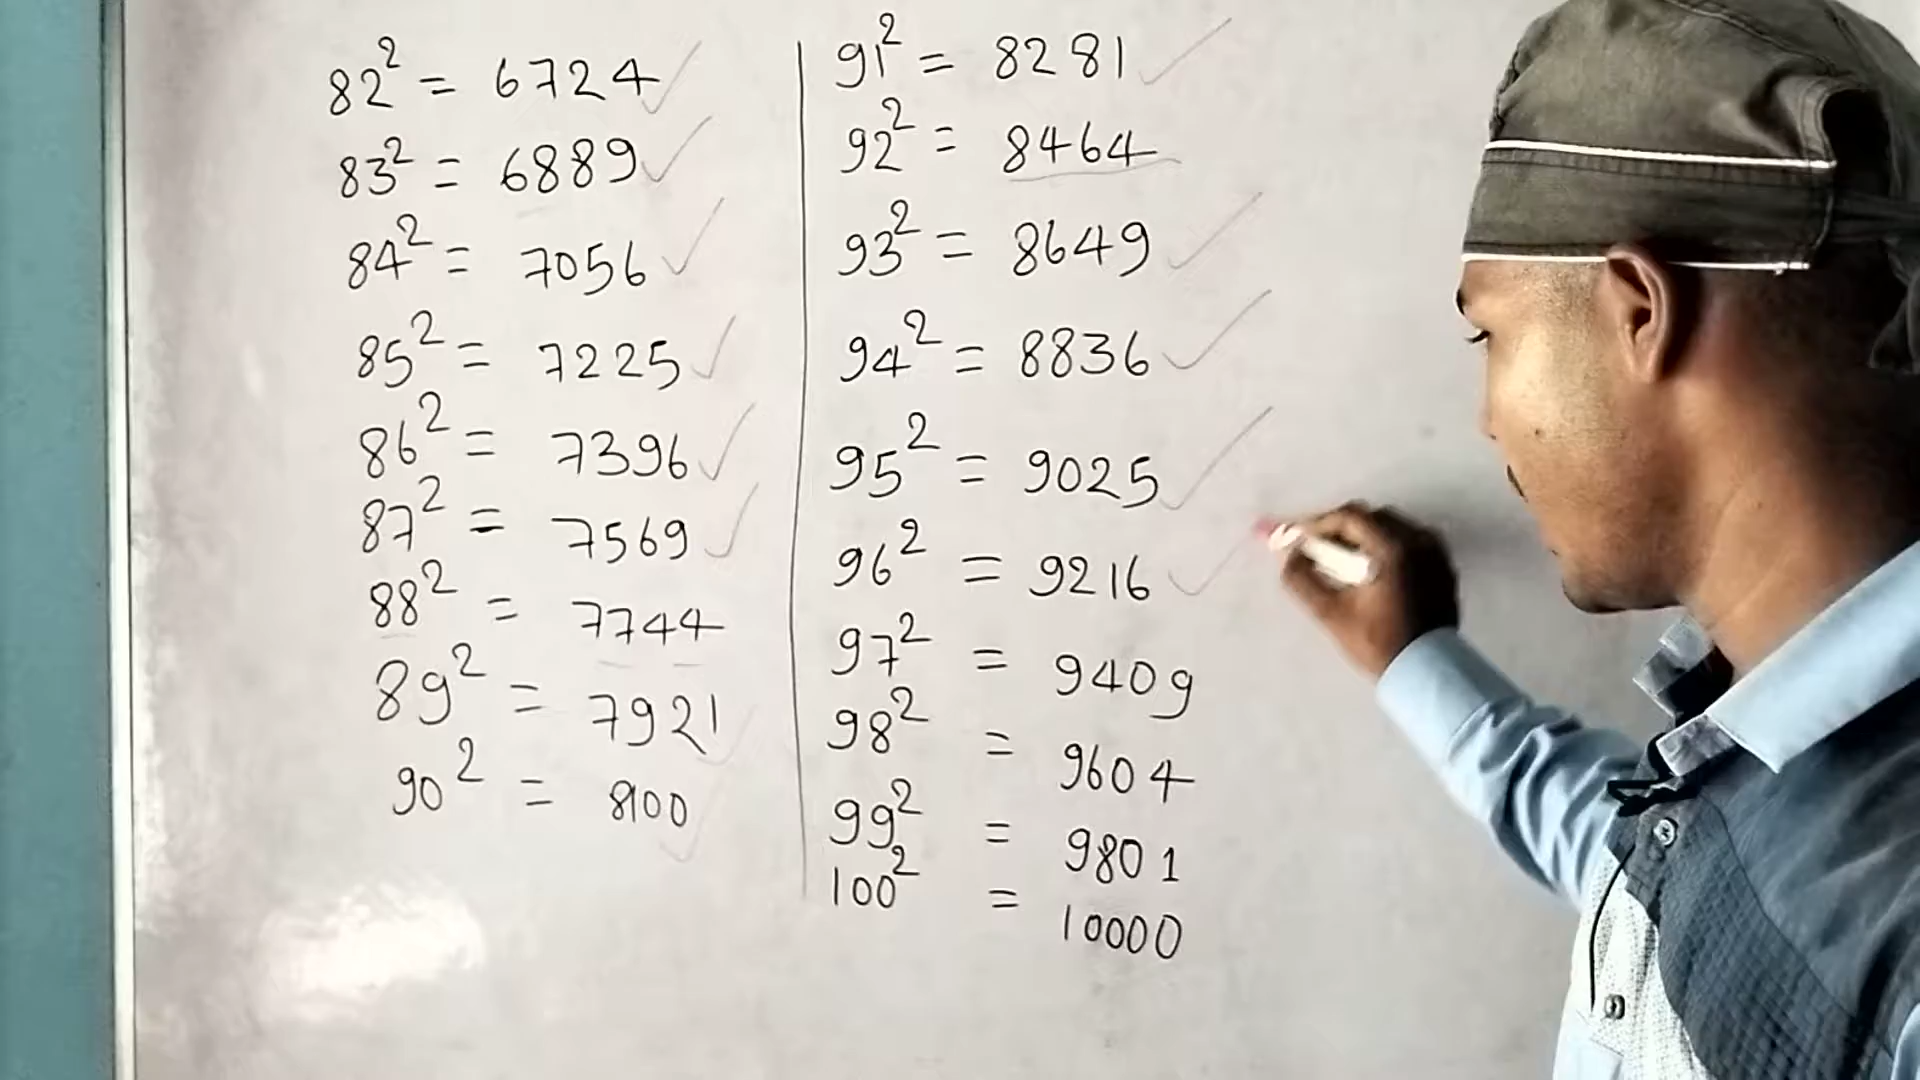 82² = 6724
83² = 6889
84² = 7056
85² = 7225
86² = 7396
87² = 7569
88² = 7744
89² = 7921
90² = 8100
91² = 8281
92² = 8464
93² = 8649
94² = 8836
95² = 9025
96² = 9216
97² = 9409
98² = 9604
99² = 9801
100² = 10000